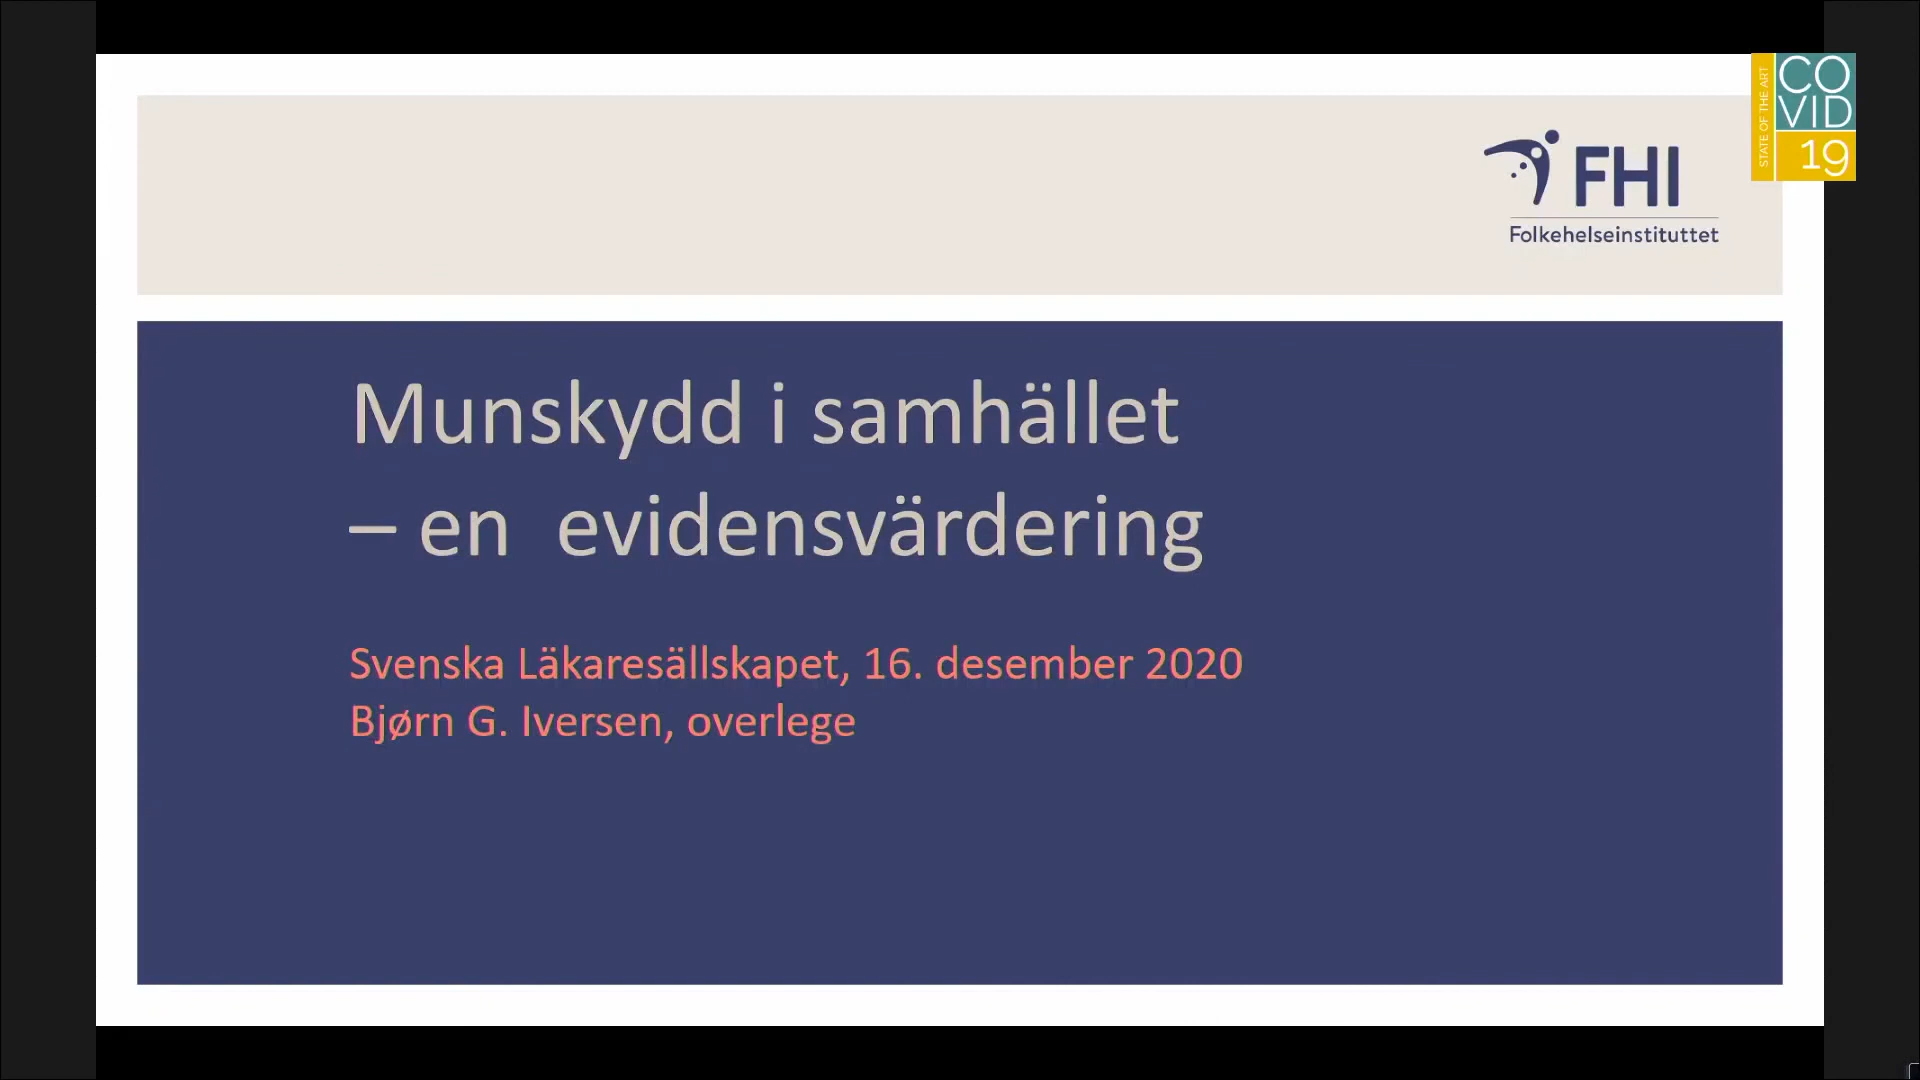 FHI
Folkehelseinstituttet
STATE OF THE ART
CO
VID
19
Munskydd i samhället
– en  evidensvärdering
Svenska Läkaresällskapet, 16. desember 2020
Bjørn G. Iversen, overlege